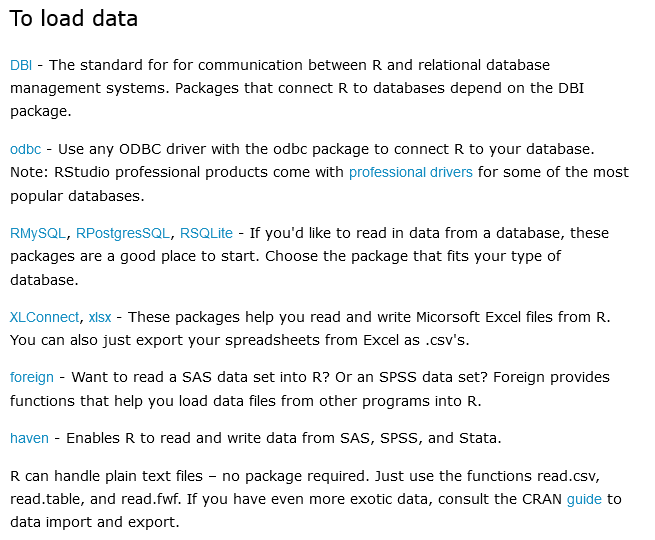 To load data
DBI - The standard for for communication between R and relational database
management systems. Packages that connect R to databases depend on the DBI
package.
odbc - Use any ODBC driver with the odbc package to connect R to your database.
Note: RStudio professional products come with professional drivers for some of the most
popular databases.
RMySQL, RPostgresSQL, RSQLite - If you'd like to read in data from a database, these
packages are a good place to start. Choose the package that fits your type of
database.
XLConnect, xlsx - These packages help you read and write Micorsoft Excel files from R.
You can also just export your spreadsheets from Excel as .csv's.
foreign - Want to read a SAS data set into R? Or an SPSS data set? Foreign provides
functions that help you load data files from other programs into R.
haven - Enables R to read and write data from SAS, SPSS, and Stata.
R can handle plain text files – no package required. Just use the functions read.csv,
read.table, and read.fwf. If you have even more exotic data, consult the CRAN guide to
data import and export.